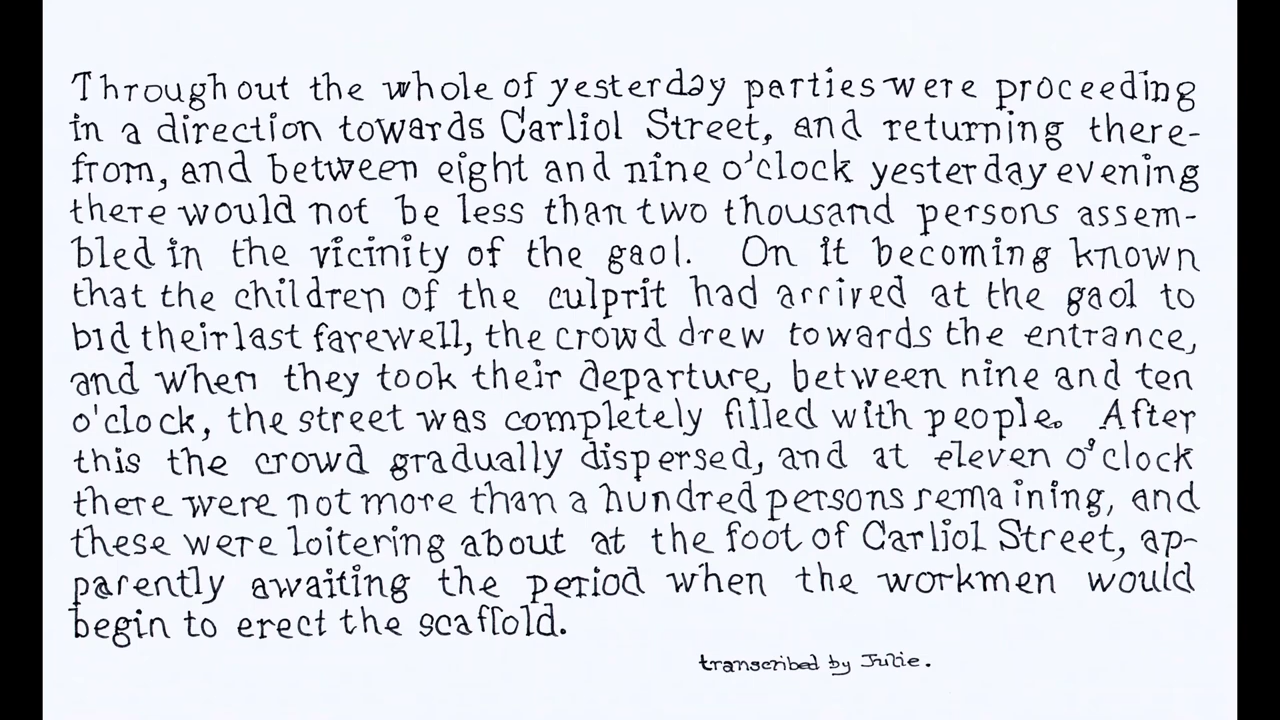 Throughout the whole of yesterday parties were proceeding
in a direction towards Carliol Street, and returning there-
from, and between eight and nine o'clock yesterday evening
there would not be less than two thousand persons assem-
bled in the vicinity of the gaol. On it becoming known
that the children of the culprit had arrived at the gaol to
bid their last farewell, the crowd drew towards the entrance,
and when they took their departure, between nine and ten
o'clock, the street was completely filled with people. After
this the crowd gradually dispersed, and at eleven o'clock
there were not more than a hundred persons remaining, and
these were loitering about at the foot of Carliol Street, ap-
parently awaiting the period when the workmen would
begin to erect the scaffold.
transcribed by Julie.